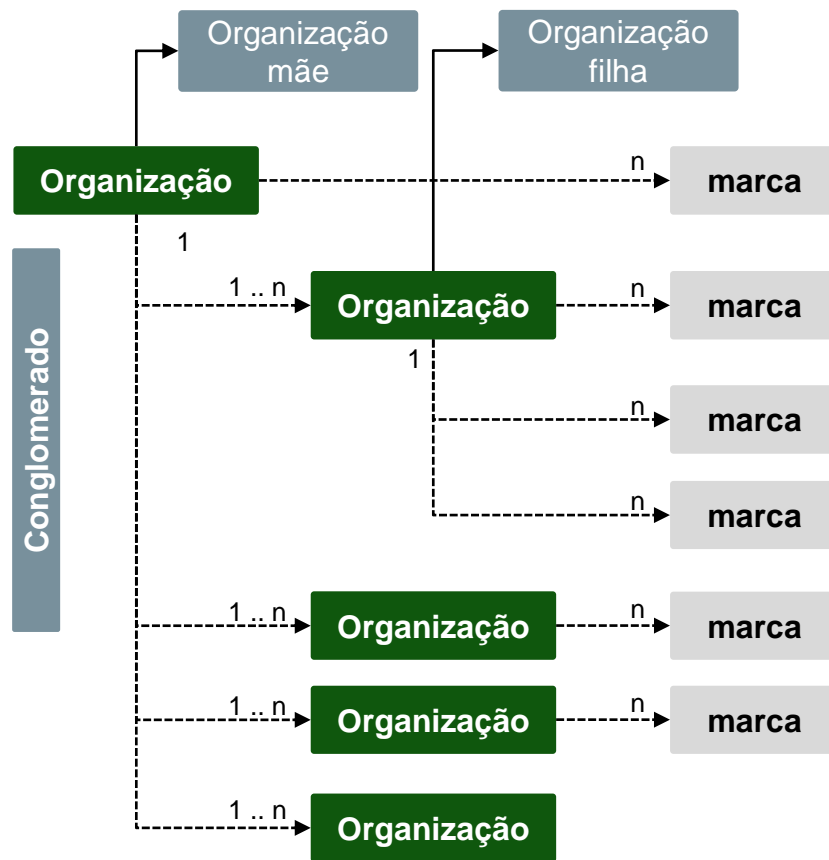 Organização
mãe
Organização
filha
Organização
n
marca
1
Conglomerado
1 .. n
Organização
n
marca
1
n
marca
n
marca
1 .. n
Organização
n
marca
1 .. n
Organização
n
marca
1 .. n
Organização